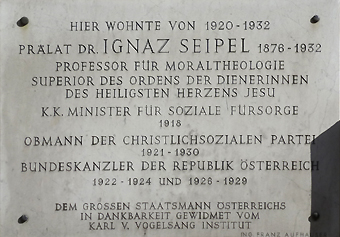 HIER WOHNTE VON 1920-1932
PRÄLAT DR. IGNAZ SEIPEL 1876-1932
PROFESSOR FÜR MORALTHEOLOGIE
SUPERIOR DES ORDENS DER DIENERINNEN
DES HEILIGSTEN HERZENS JESU
K.K. MINISTER FÜR SOZIALE FÜRSORGE
1918
OBMANN DER CHRISTLICHSOZIALEN PARTEI
1921-1930
BUNDESKANZLER DER REPUBLIK ÖSTERREICH
1922-1924 UND 1926-1929
DEM GROSSEN STAATSMANN ÖSTERREICHS
IN DANKBARKEIT GEWIDMET VOM
KARL V. VOGELSANG INSTITUT
ING. FRANZ